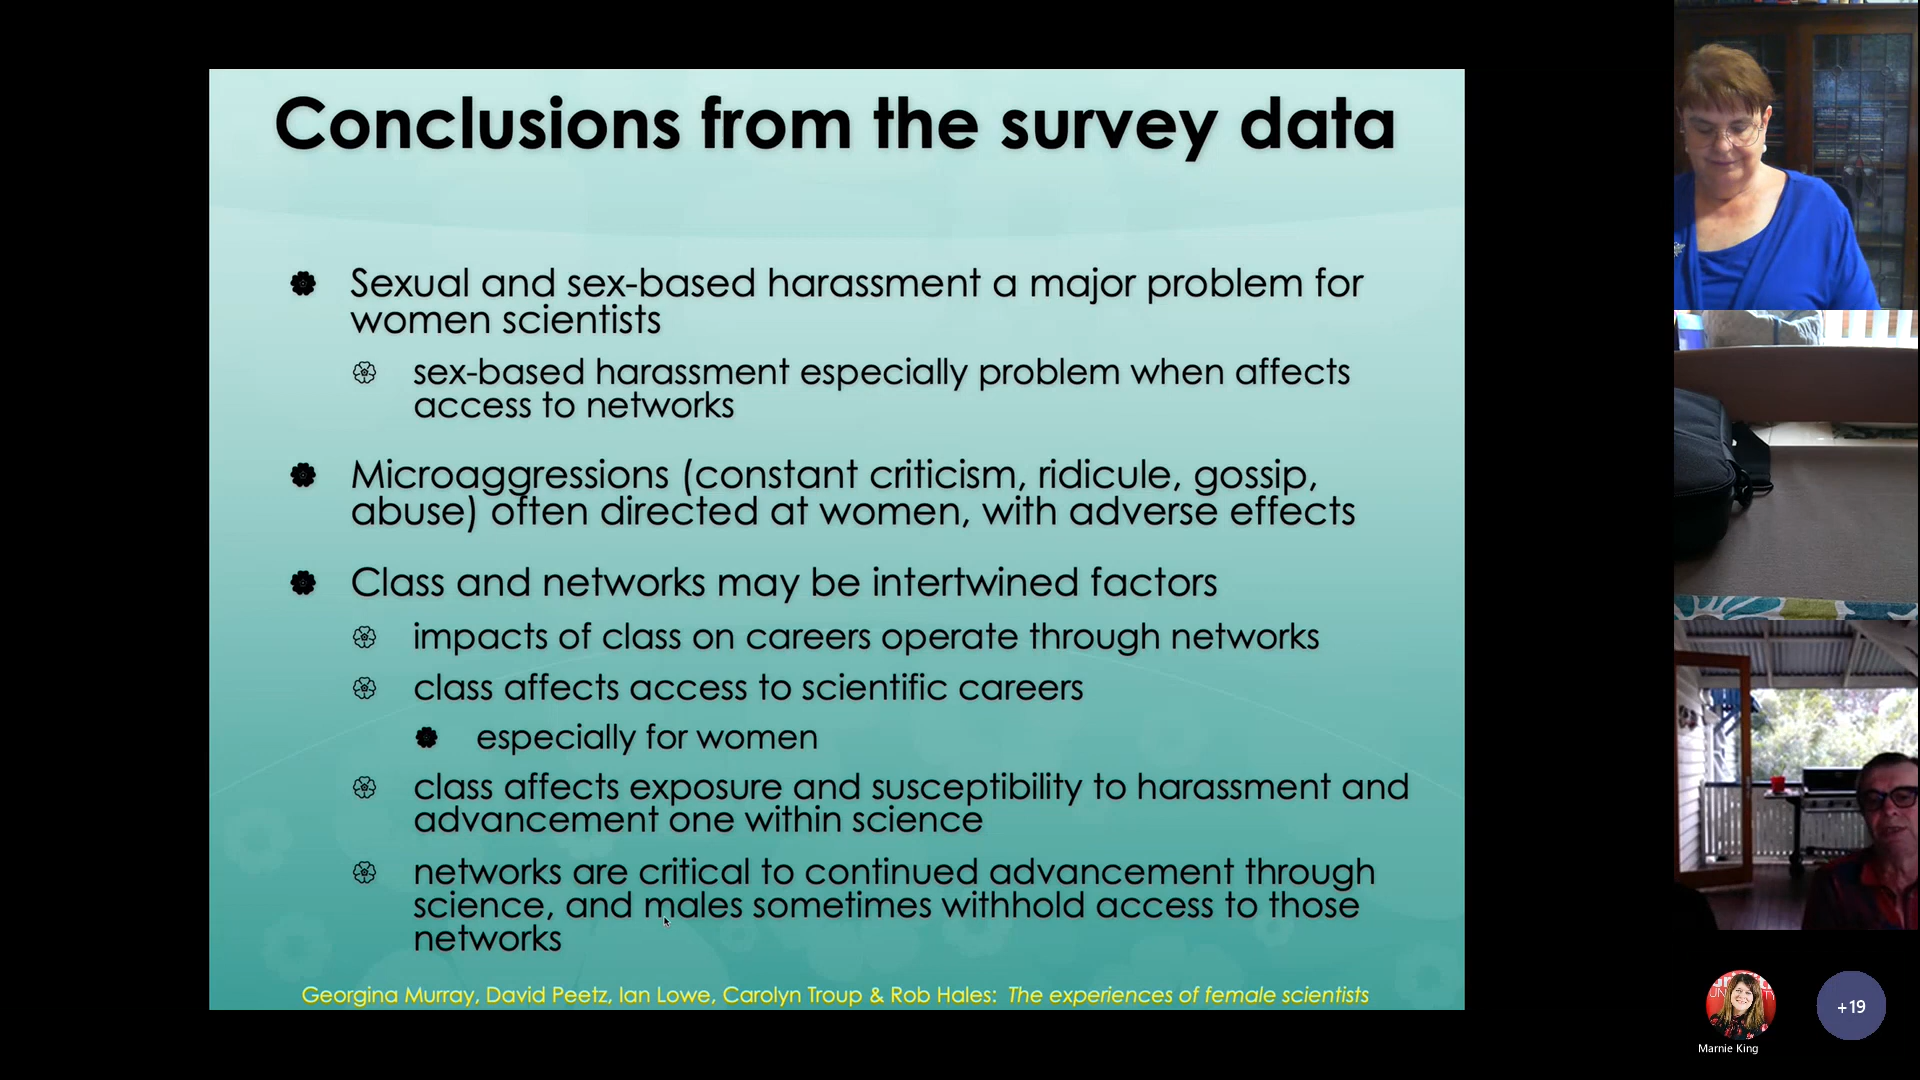 Conclusions from the survey data
Sexual and sex-based harassment a major problem for
women scientists
sex-based harassment especially problem when affects
access to networks
Microaggressions (constant criticism, ridicule, gossip,
abuse) often directed at women, with adverse effects
Class and networks may be intertwined factors
impacts of class on careers operate through networks
class affects access to scientific careers
especially for women
class affects exposure and susceptibility to harassment and
advancement one within science
networks are critical to continued advancement through
science, and males sometimes withhold access to those
networks
Georgina Murray, David Peetz, Ian Lowe, Carolyn Troup & Rob Hales: The experiences of female scientists
Marnie King
+19